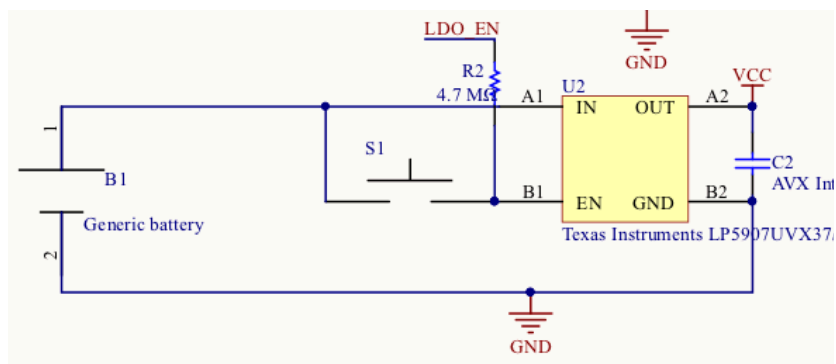 LDO_EN
GND
R2
4.7 MΩ
U2
VCC
A1
IN
OUT
A2
1
S1
C2
B1
AVX Int
B1
EN
GND
B2
Generic battery
Texas Instruments LP5907UVX37/
2
GND